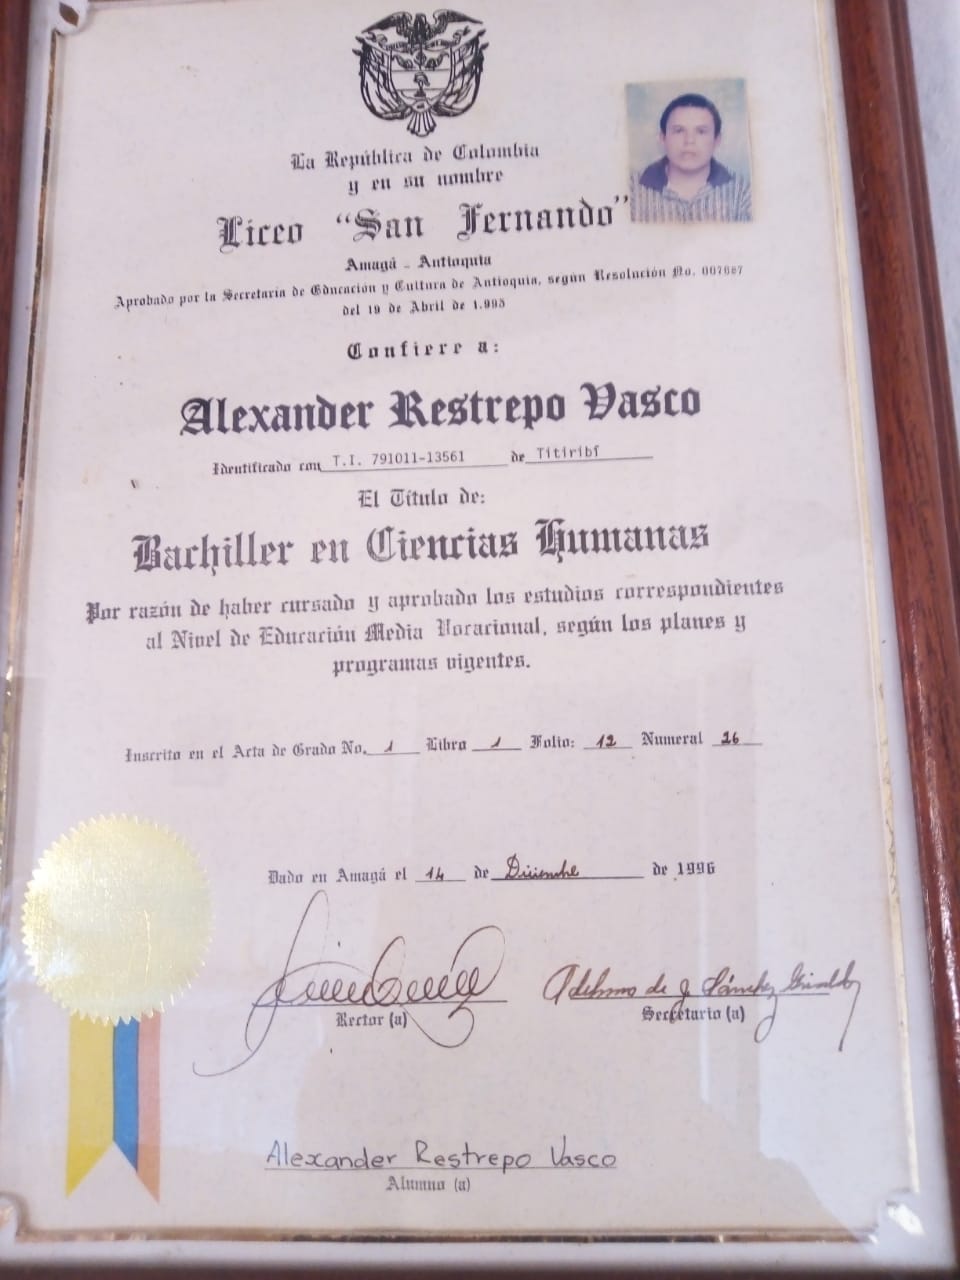 La República de Colombia
y en su nombre
Liceo “San Fernando”
Amagá - Antioquia
Aprobado por la Secretaria de Educación y Cultura de Antioquia, según Resolución No. 007687
del 19 de Abril de 1.995
Confiere a:
Alexander Restrepo Vasco
Identificado con T.I. 791011-13561 de Titiribí
El Título de:
Bachiller en Ciencias Humanas
Por razón de haber cursado y aprobado los estudios correspondientes
al Nivel de Educación Media Vocacional, según los planes y
programas vigentes.
Inscrito en el Acta de Grado No. 1 Libro 1 Folio: 12 Numeral 26
Dado en Amagá el 14 de Diciembre de 1996
de J. Sánchez
Rector (a)
Secretario (a)
Alexander Restrepo Vasco
Alumno (a)